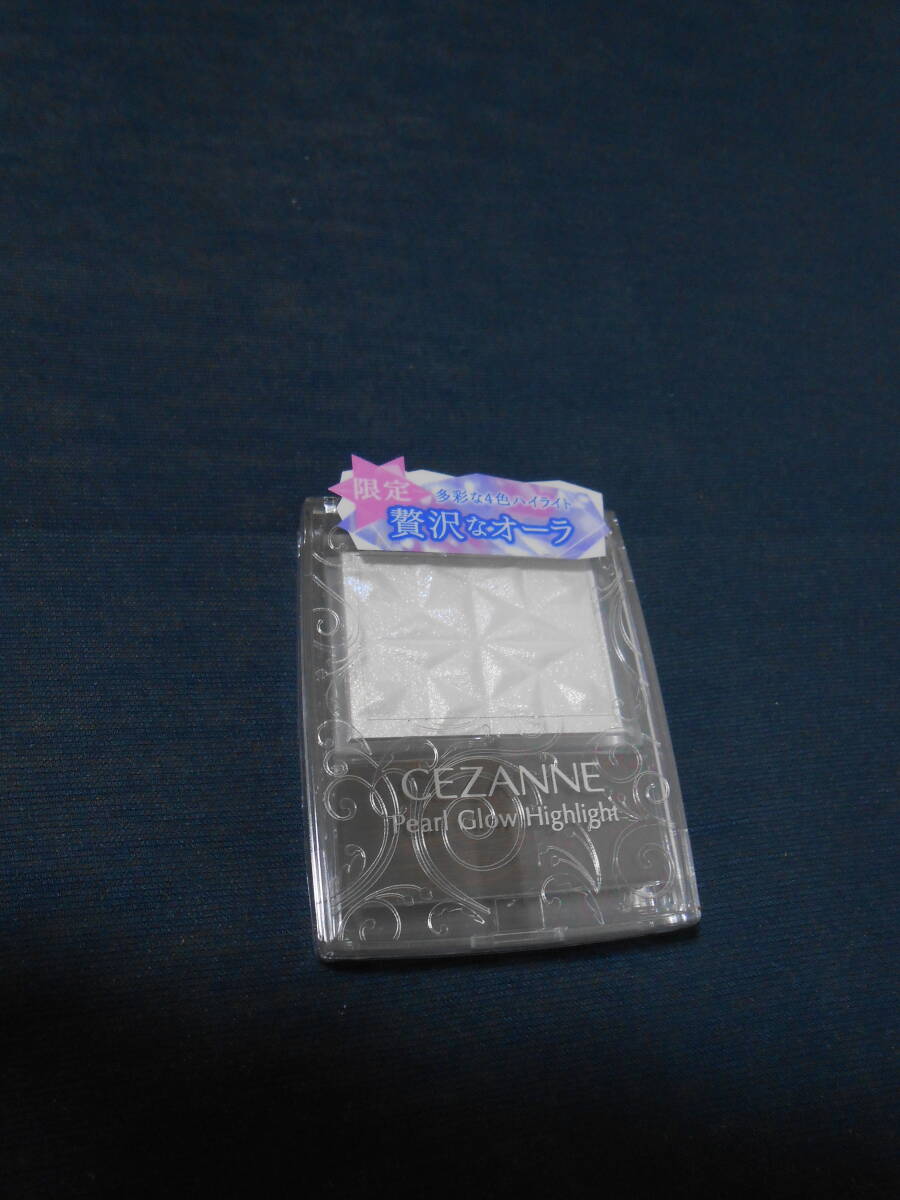 限定
多彩な4色ハイライト
贅沢なオーラ
CEZANNE
Pearl Glow Highlight